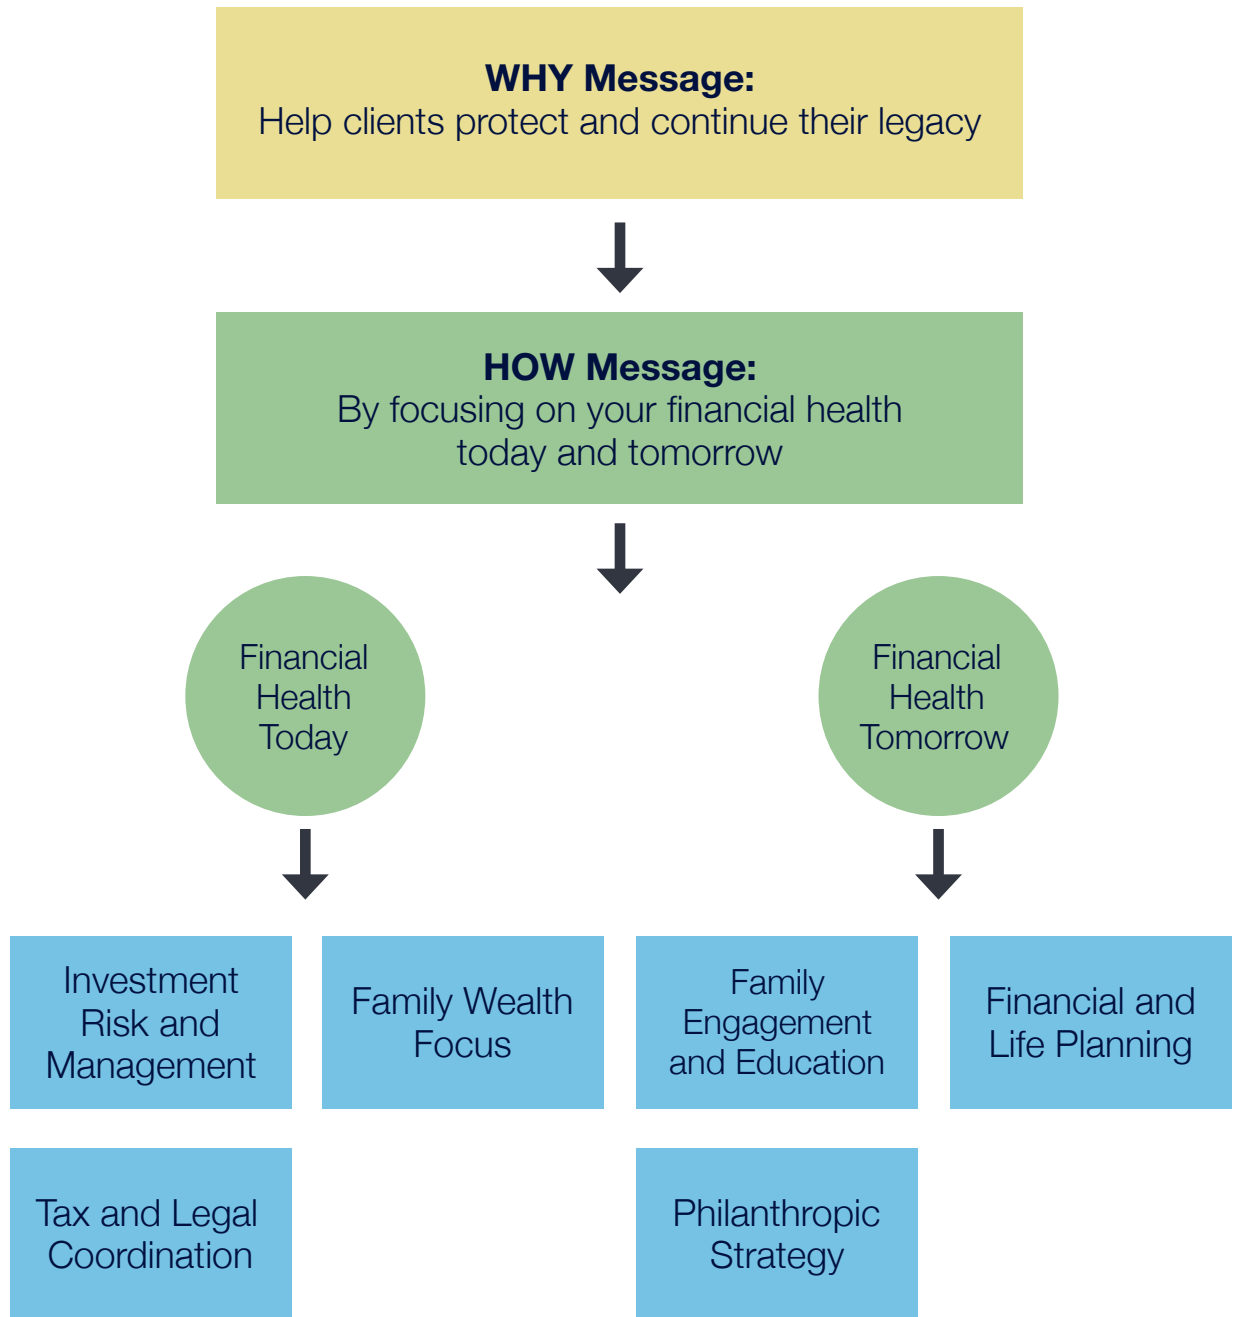 WHY Message:
Help clients protect and continue their legacy
HOW Message:
By focusing on your financial health
today and tomorrow
Financial
Health
Today
Financial
Health
Tomorrow
Investment
Risk and
Management
Family Wealth
Focus
Family
Engagement
and Education
Financial and
Life Planning
Tax and Legal
Coordination
Philanthropic
Strategy